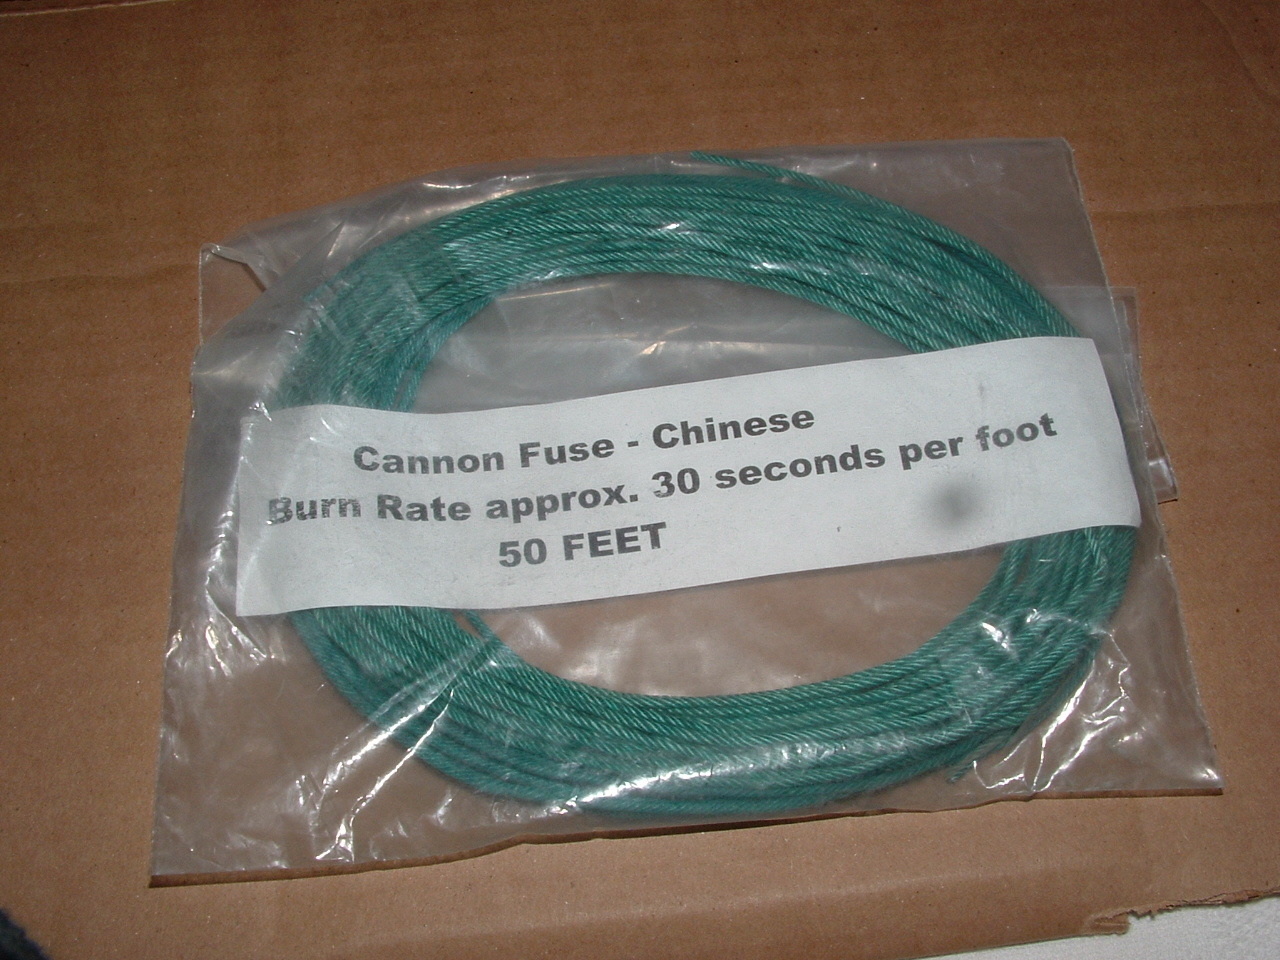 Cannon Fuse - Chinese
Burn Rate approx. 30 seconds per foot
50 FEET